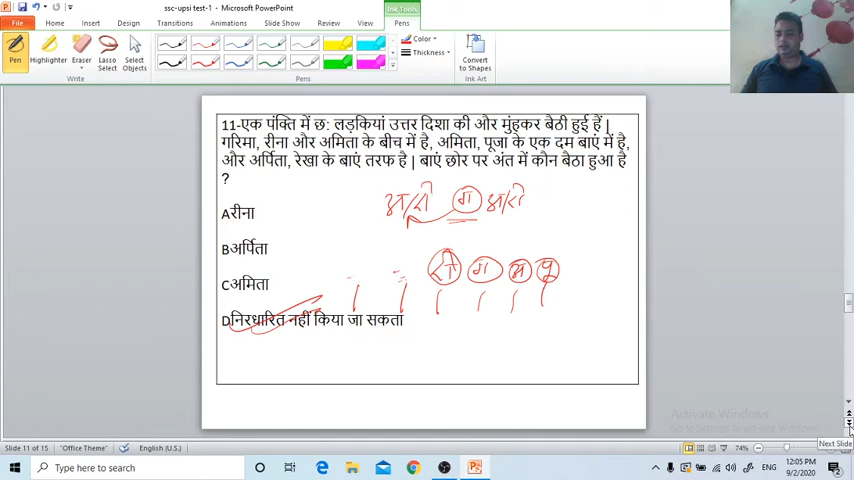 ssc-upsi test-1 - Microsoft PowerPoint
Ink Tools
File Home Insert Design Transitions Animations Slide Show Review View Pens
Pen Highlighter Eraser Lasso Select Objects
Color
Thickness
Convert to Shapes
Write Pens Ink Art
11-एक पंक्ति में छ: लड़कियां उत्तर दिशा की और मुंहकर बैठी हुई हैं |
गरिमा, रीना और अमिता के बीच में है, अमिता, पूजा के एक दम बाएं में है,
और अर्पिता, रेखा के बाएं तरफ है | बाएं छोर पर अंत में कौन बैठा हुआ है
?
Aरीना
ग
Bअर्पिता
री ग अ पू
Cअमिता
Dनिरधारित नहीं किया जा सकता
Activate Windows
Go to Settings to activate Windows.
Next Slide
Slide 11 of 15 "Office Theme" English (U.S.) 74%
Type here to search
ENG
12:05 PM
9/2/2020
2